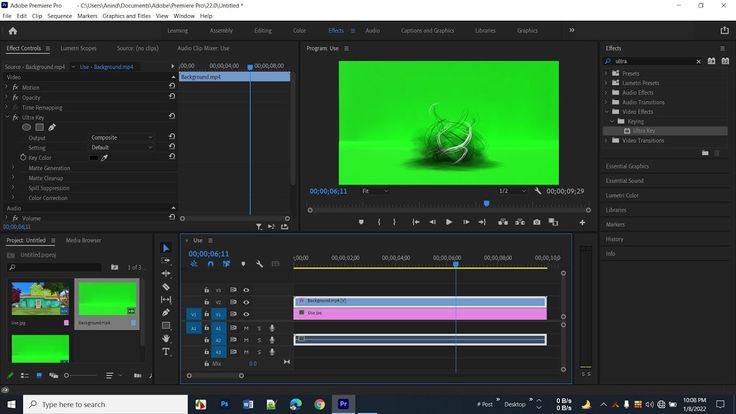 Adobe Premiere Pro - C:\Users\Anind\Documents\Adobe\Premiere Pro\22.0\Untitled *
File Edit Clip Sequence Markers Graphics and Titles View Window Help
Learning Assembly Editing Color Effects Audio Captions and Graphics Libraries Graphics
Effect Controls Lumetri Scopes Source: (no clips) Audio Clip Mixer: Use
Program: Use
Effects
Source • Background.mp4 Use • Background.mp4
;00;00 00;00;04;00 00;00;08;00
ultra
Video
Background.mp4
Presets
fx Motion
Lumetri Presets
fx Opacity
Audio Effects
fx Time Remapping
Audio Transitions
fx Ultra Key
Video Effects
Keying
Output Composite
Ultra Key
Setting Default
Video Transitions
Key Color
Matte Generation
Essential Graphics
Matte Cleanup
Essential Sound
Spill Suppression
Color Correction
Lumetri Color
Audio
Libraries
fx Volume
00;00;06;11
00;00;06;11 Fit 1/2 00;00;09;29
Markers
History
Info
Project: Untitled Media Browser
Use
Untitled.prproj
00;00;06;11
1 of 3 ...
;00;00 00;00;02;00 00;00;04;00 00;00;06;00 00;00;08;00 00;00;10;0
V3
V2
fx Background.mp4 [V]
V1 V1
Use.jpg
Use.jpg
Background.mp4
A1 A1 M S
A2 M S
A3 M S
Mix 0.0
Type here to search
Ps
Pr
# Post
Desktop
0 B/s
0 B/s
10:08 PM
1/8/2022